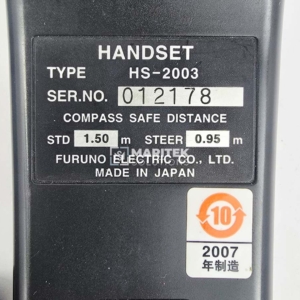 HANDSET
TYPE HS-2003
SER.NO. 012178
COMPASS SAFE DISTANCE
STD 1.50 m STEER 0.95 m
FURUNO ELECTRIC CO., LTD.
MARITEK
MADE IN JAPAN
10
2007
年制造